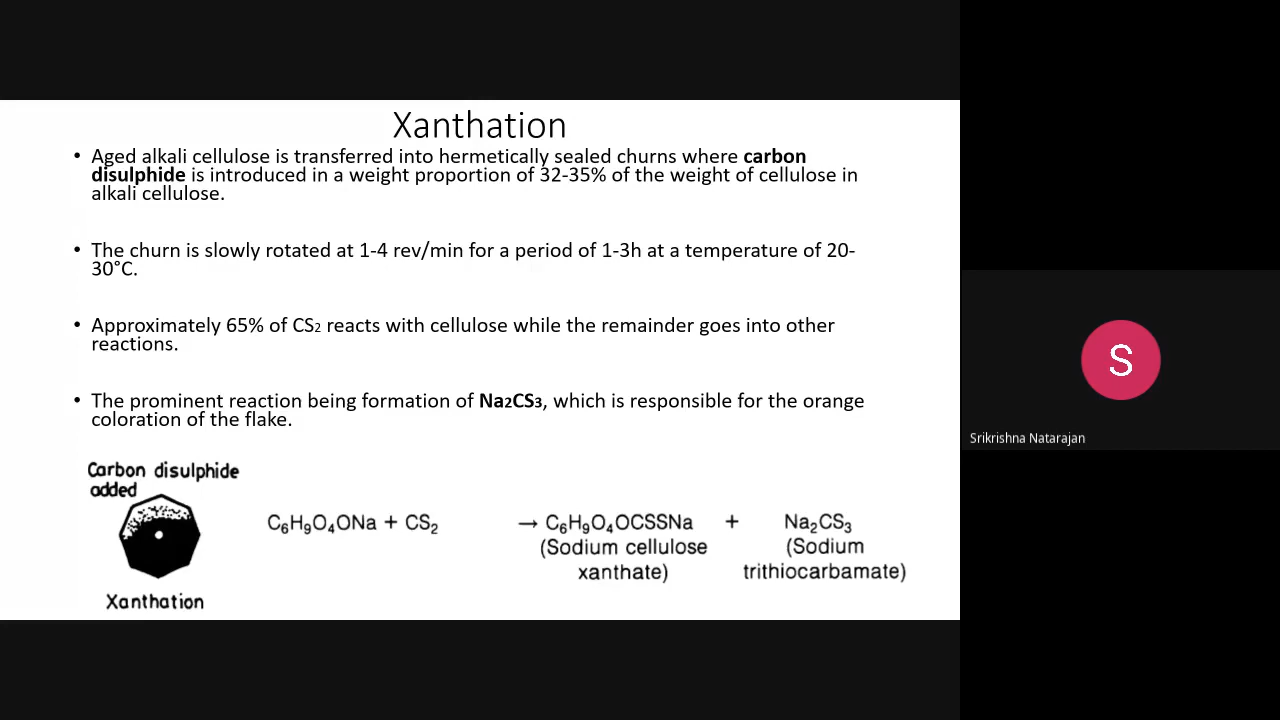 Xanthation
• Aged alkali cellulose is transferred into hermetically sealed churns where carbon
disulphide is introduced in a weight proportion of 32-35% of the weight of cellulose in
alkali cellulose.
• The churn is slowly rotated at 1-4 rev/min for a period of 1-3h at a temperature of 20-
30°C.
• Approximately 65% of CS₂ reacts with cellulose while the remainder goes into other
reactions.
• The prominent reaction being formation of Na₂CS₃, which is responsible for the orange
coloration of the flake.
Carbon disulphide
added
Xanthation
C₆H₉O₄ONa + CS₂ → C₆H₉O₄OCSSNa + Na₂CS₃
(Sodium cellulose
xanthate)
(Sodium
trithiocarbamate)
S
Srikrishna Natarajan